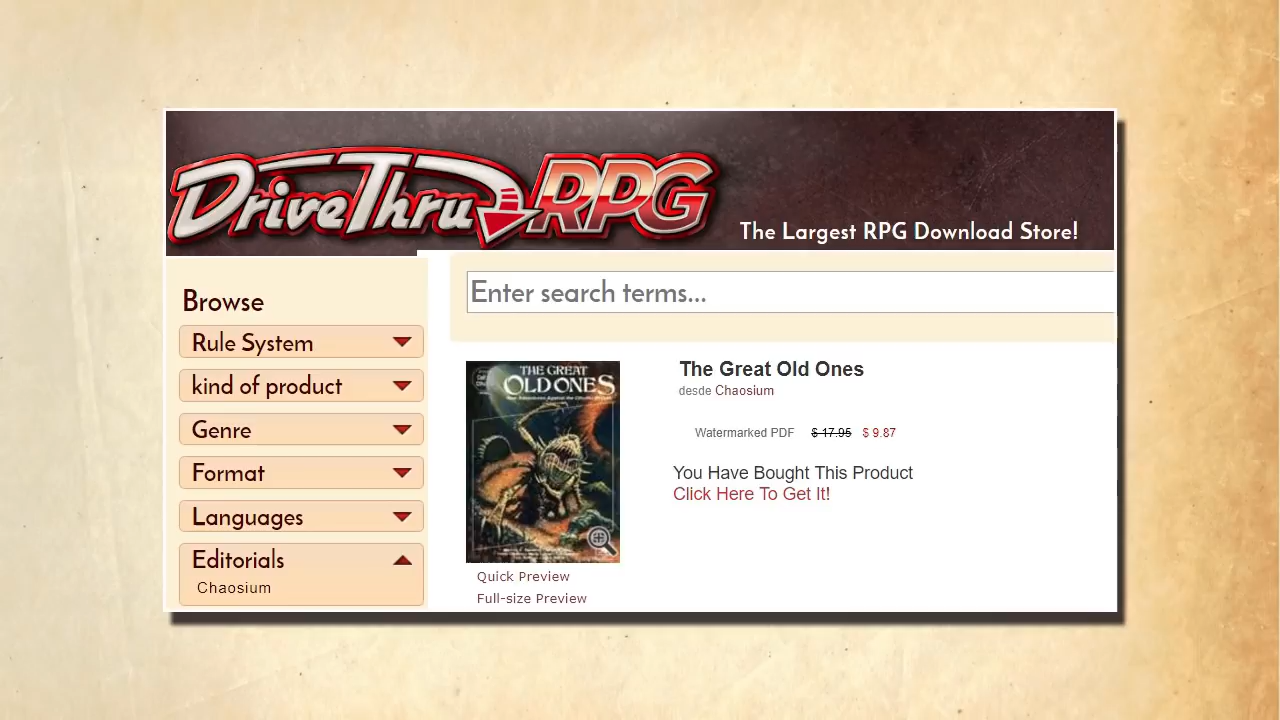 DriveThru RPG
The Largest RPG Download Store!
Browse
Rule System
kind of product
Genre
Format
Languages
Editorials
Chaosium
Enter search terms...
THE GREAT
OLD ONES
The Great Old Ones
desde Chaosium
Watermarked PDF $ 17.95 $ 9.87
You Have Bought This Product
Click Here To Get It!
Quick Preview
Full-size Preview